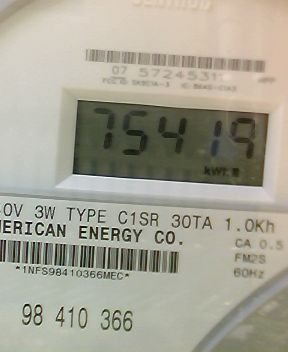 07 57245311
75419
kWh
0V 3W TYPE C1SR 30TA 1.0Kh
MERICAN ENERGY CO.
CA 0.5
*1NFS98410366MEC*
FM2S
60Hz
98 410 366